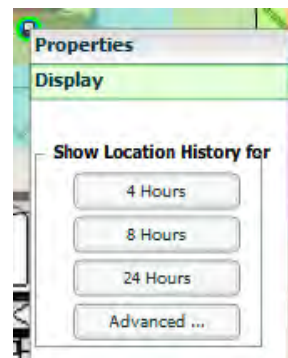 Properties
Display
Show Location History for
4 Hours
8 Hours
24 Hours
Advanced ...